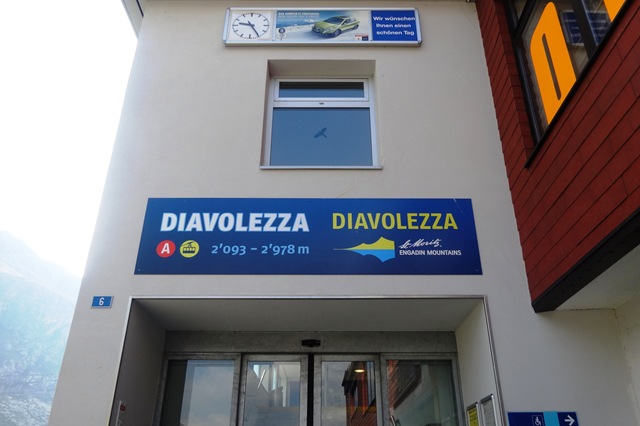 Wir wünschen
Ihnen einen
schönen Tag
DIAVOLEZZA
A
2'093 – 2'978 m
DIAVOLEZZA
St. Moritz
ENGADIN MOUNTAINS
6